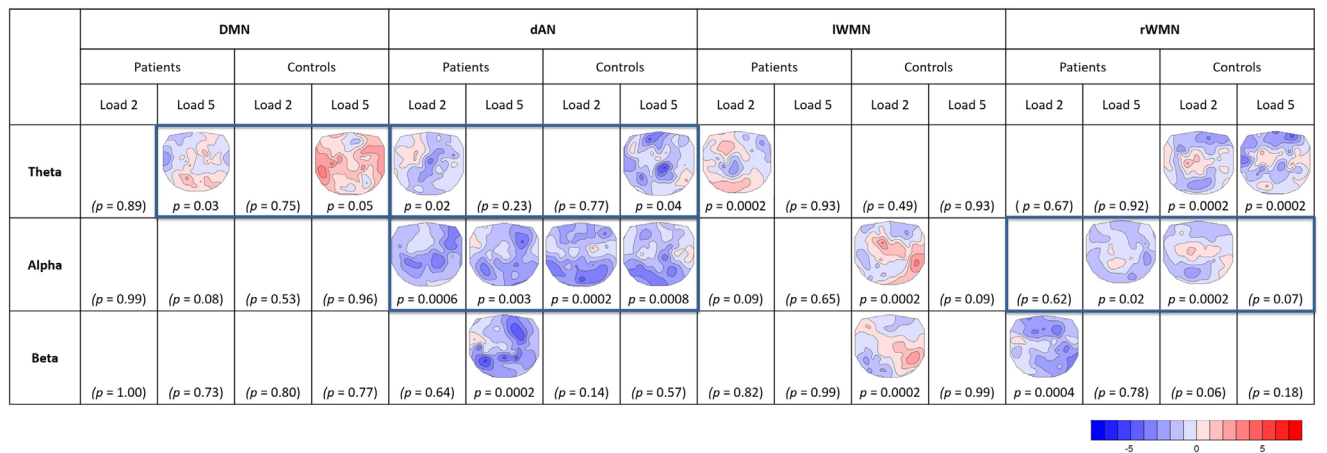 DMN dAN lWMN rWMN
Patients Controls Patients Controls Patients Controls Patients Controls
Load 2 Load 5 Load 2 Load 5 Load 2 Load 5 Load 2 Load 5 Load 2 Load 5 Load 2 Load 5 Load 2 Load 5 Load 2 Load 5
Theta
(p = 0.89) p = 0.03 (p = 0.75) p = 0.05 p = 0.02 (p = 0.23) (p = 0.77) p = 0.04 p = 0.0002 (p = 0.93) (p = 0.49) (p = 0.93) ( p = 0.67) (p = 0.92) p = 0.0002 p = 0.0002
Alpha
(p = 0.99) (p = 0.08) (p = 0.53) (p = 0.96) p = 0.0006 p = 0.003 p = 0.0002 p = 0.0008 (p = 0.09) (p = 0.65) p = 0.0002 (p = 0.09) (p = 0.62) p = 0.02 p = 0.0002 (p = 0.07)
Beta
(p = 1.00) (p = 0.73) (p = 0.80) (p = 0.77) (p = 0.64) p = 0.0002 (p = 0.14) (p = 0.57) (p = 0.82) (p = 0.99) p = 0.0002 (p = 0.99) p = 0.0004 (p = 0.78) (p = 0.06) (p = 0.18)
-5 0 5